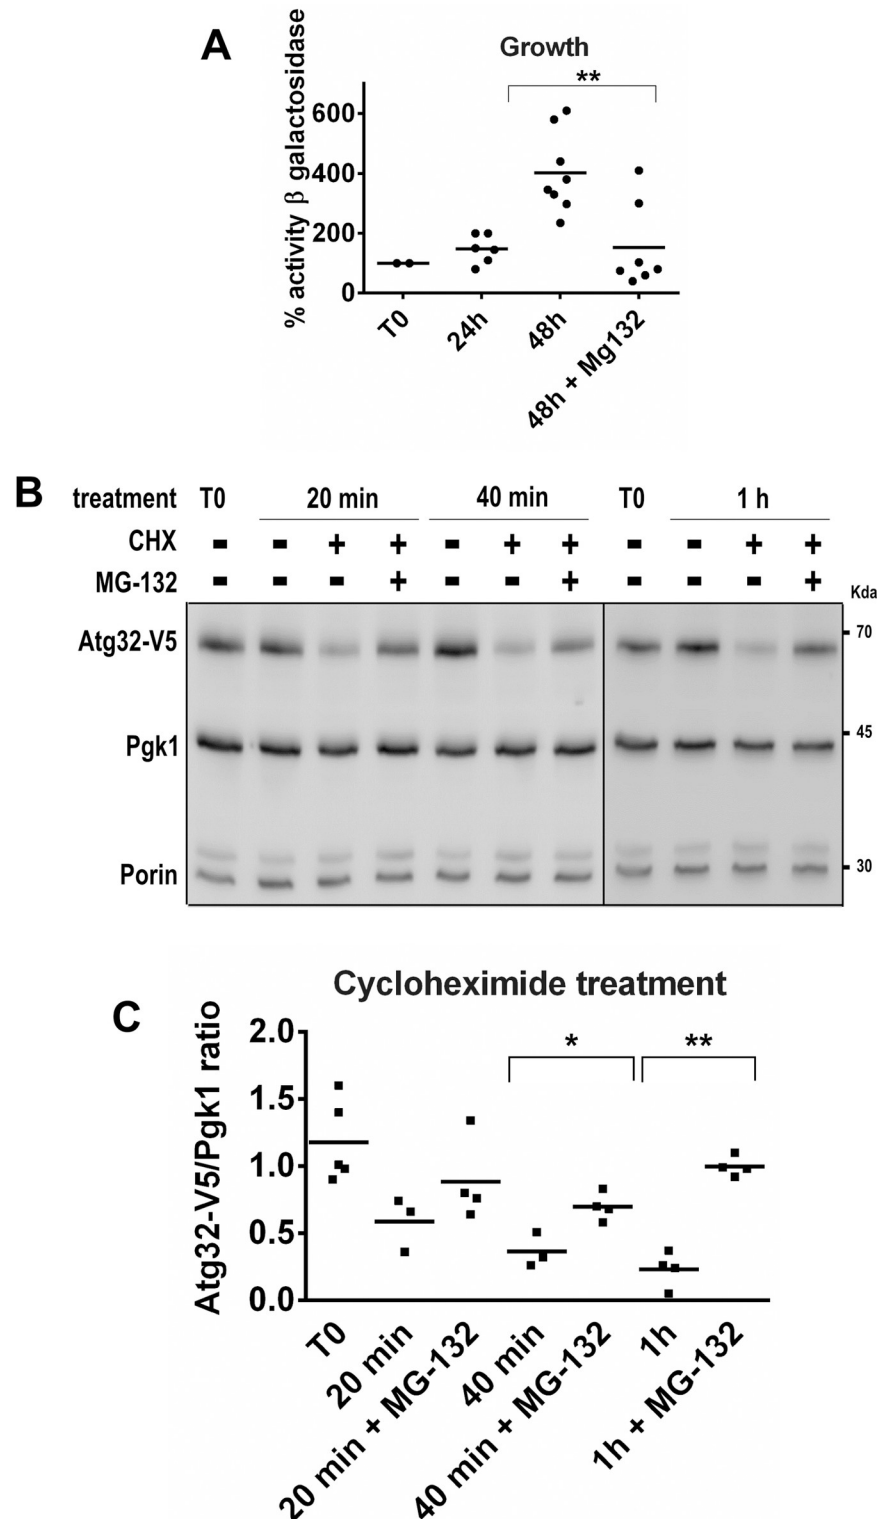 A
Growth
**
% activity β galactosidase
600
400
200
0
T0
24h
48h
48h + Mg132
B
treatment T0 20 min 40 min T0 1 h
CHX - - + + - + + - - + +
MG-132 - - - + - - + - - - +
Kda
Atg32-V5
70
Pgk1
45
Porin
30
C
Cycloheximide treatment
Atg32-V5/Pgk1 ratio
* **
2.0
1.5
1.0
0.5
0.0
T0
20 min
20 min + MG-132
40 min
40 min + MG-132
1h
1h + MG-132